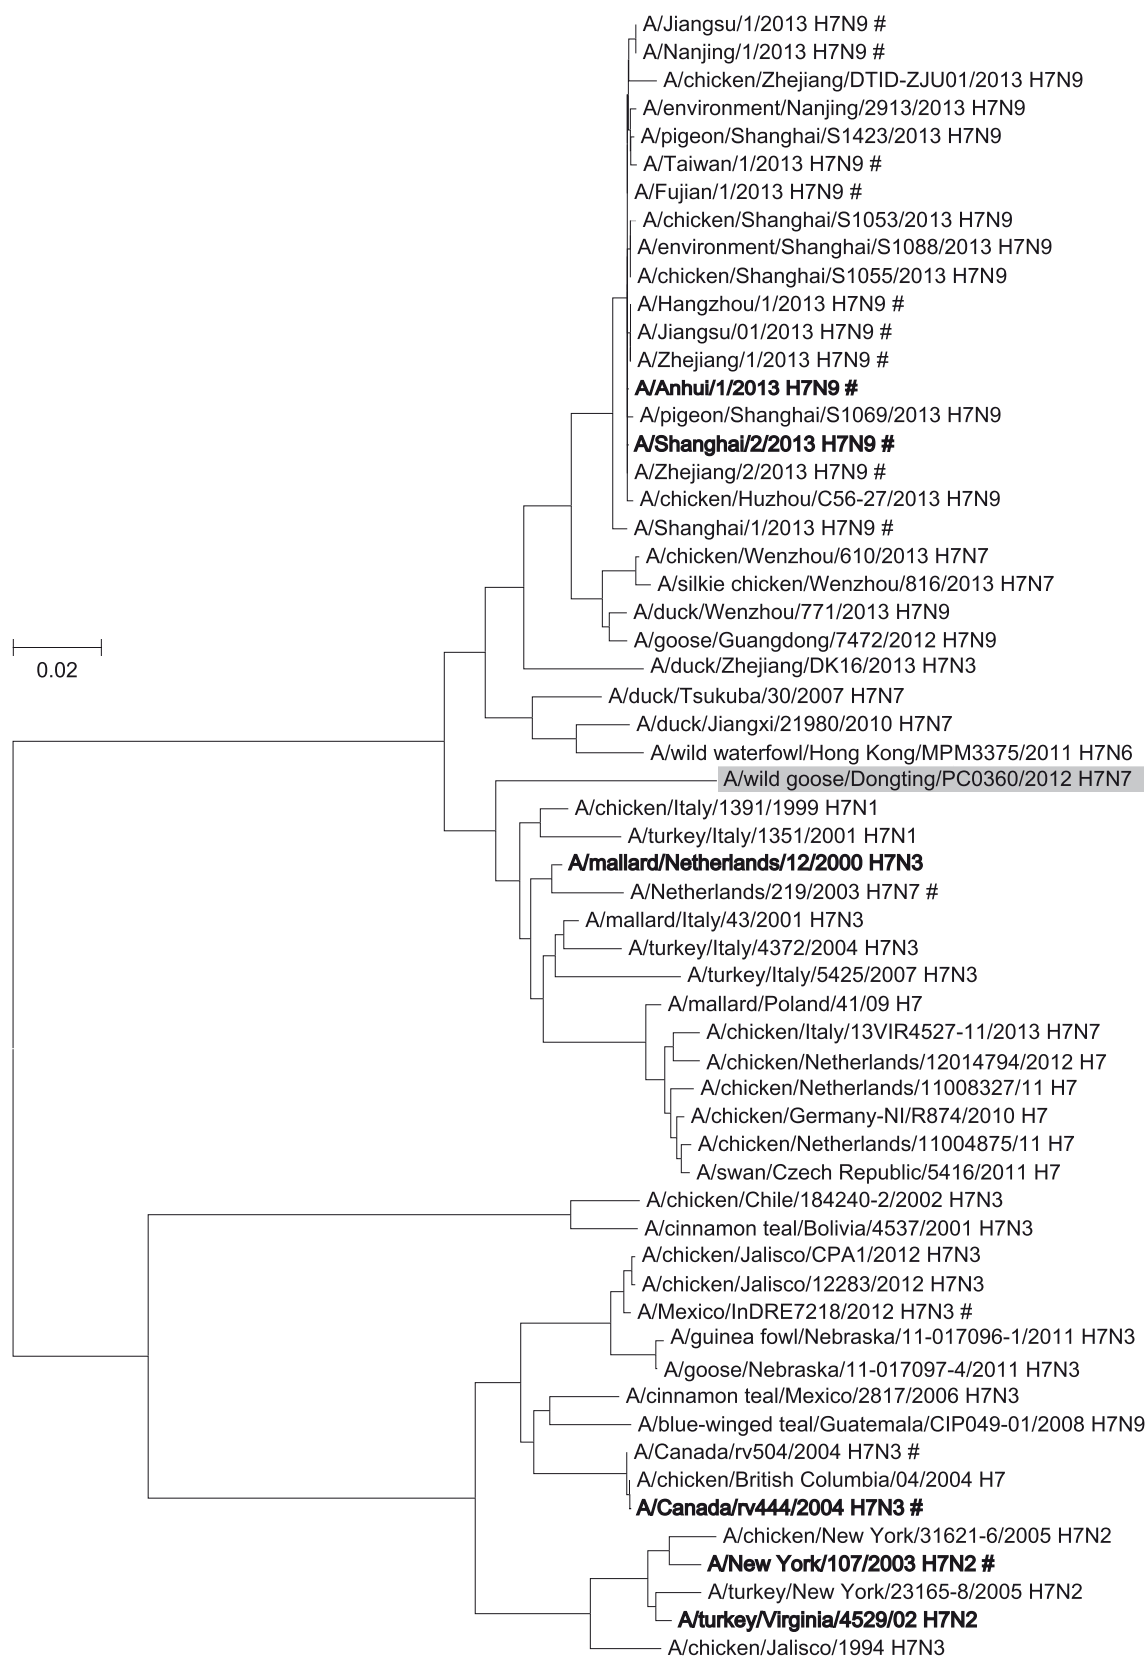 A/Jiangsu/1/2013 H7N9 #
A/Nanjing/1/2013 H7N9 #
A/chicken/Zhejiang/DTID-ZJU01/2013 H7N9
A/environment/Nanjing/2913/2013 H7N9
A/pigeon/Shanghai/S1423/2013 H7N9
A/Taiwan/1/2013 H7N9 #
A/Fujian/1/2013 H7N9 #
A/chicken/Shanghai/S1053/2013 H7N9
A/environment/Shanghai/S1088/2013 H7N9
A/chicken/Shanghai/S1055/2013 H7N9
A/Hangzhou/1/2013 H7N9 #
A/Jiangsu/01/2013 H7N9 #
A/Zhejiang/1/2013 H7N9 #
A/Anhui/1/2013 H7N9 #
A/pigeon/Shanghai/S1069/2013 H7N9
A/Shanghai/2/2013 H7N9 #
A/Zhejiang/2/2013 H7N9 #
A/chicken/Huzhou/C56-27/2013 H7N9
A/Shanghai/1/2013 H7N9 #
A/chicken/Wenzhou/610/2013 H7N7
A/silkie chicken/Wenzhou/816/2013 H7N7
A/duck/Wenzhou/771/2013 H7N9
A/goose/Guangdong/7472/2012 H7N9
A/duck/Zhejiang/DK16/2013 H7N3
0.02
A/duck/Tsukuba/30/2007 H7N7
A/duck/Jiangxi/21980/2010 H7N7
A/wild waterfowl/Hong Kong/MPM3375/2011 H7N6
A/wild goose/Dongting/PC0360/2012 H7N7
A/chicken/Italy/1391/1999 H7N1
A/turkey/Italy/1351/2001 H7N1
A/mallard/Netherlands/12/2000 H7N3
A/Netherlands/219/2003 H7N7 #
A/mallard/Italy/43/2001 H7N3
A/turkey/Italy/4372/2004 H7N3
A/turkey/Italy/5425/2007 H7N3
A/mallard/Poland/41/09 H7
A/chicken/Italy/13VIR4527-11/2013 H7N7
A/chicken/Netherlands/12014794/2012 H7
A/chicken/Netherlands/11008327/11 H7
A/chicken/Germany-NI/R874/2010 H7
A/chicken/Netherlands/11004875/11 H7
A/swan/Czech Republic/5416/2011 H7
A/chicken/Chile/184240-2/2002 H7N3
A/cinnamon teal/Bolivia/4537/2001 H7N3
A/chicken/Jalisco/CPA1/2012 H7N3
A/chicken/Jalisco/12283/2012 H7N3
A/Mexico/InDRE7218/2012 H7N3 #
A/guinea fowl/Nebraska/11-017096-1/2011 H7N3
A/goose/Nebraska/11-017097-4/2011 H7N3
A/cinnamon teal/Mexico/2817/2006 H7N3
A/blue-winged teal/Guatemala/CIP049-01/2008 H7N9
A/Canada/rv504/2004 H7N3 #
A/chicken/British Columbia/04/2004 H7
A/Canada/rv444/2004 H7N3 #
A/chicken/New York/31621-6/2005 H7N2
A/New York/107/2003 H7N2 #
A/turkey/New York/23165-8/2005 H7N2
A/turkey/Virginia/4529/02 H7N2
A/chicken/Jalisco/1994 H7N3